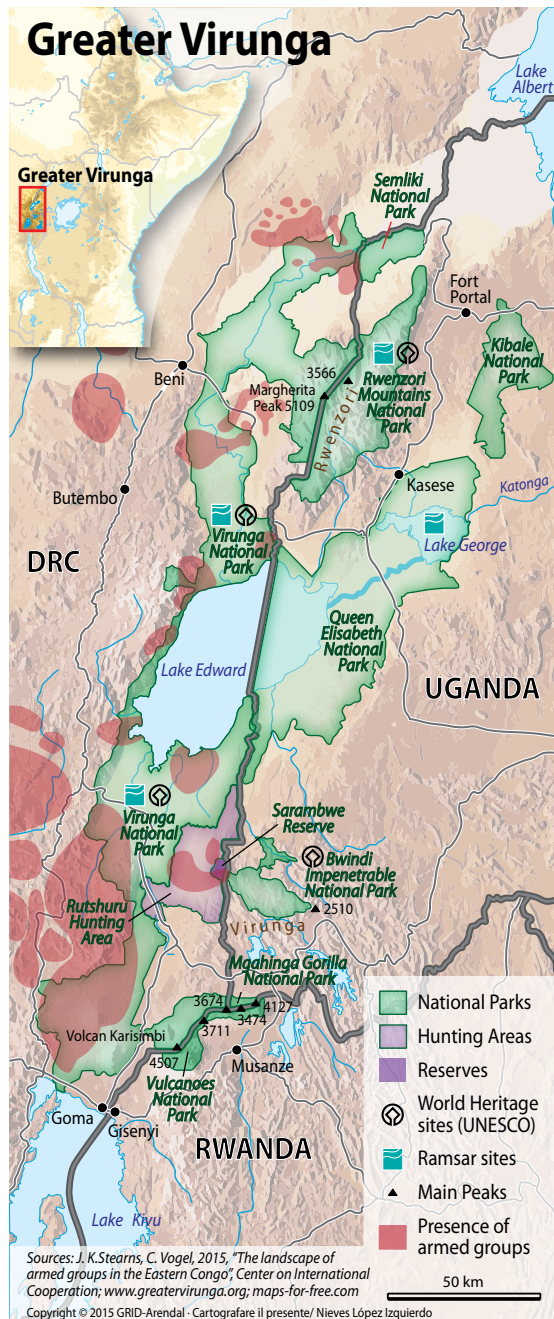 Greater Virunga
Lake
Albert
Greater Virunga
Semliki
National
Park
Fort
Portal
Kibale
National
Park
Beni
3566
Margherita
Peak 5109
Rwenzori
Rwenzori
Mountains
National
Park
Butembo
Kasese
Katonga
Virunga
National
Park
Lake George
DRC
Queen
Elisabeth
National
Park
Lake Edward
UGANDA
Virunga
National
Park
Sarambwe
Reserve
Bwindi
Impenetrable
National Park
Rutshuru
Hunting
Area
2510
Virunga
Mgahinga Gorilla
National Park
3674
4127
3474
3711
Volcan Karisimbi
4507
Vulcanoes
National
Park
Musanze
Goma
Gisenyi
RWANDA
Lake Kivu
National Parks
Hunting Areas
Reserves
World Heritage
sites (UNESCO)
Ramsar sites
Main Peaks
Presence of
armed groups
50 km
Sources: J. K.Stearns, C. Vogel, 2015, "The landscape of
armed groups in the Eastern Congo", Center on International
Cooperation; www.greatervirunga.org; maps-for-free.com
Copyright © 2015 GRID-Arendal · Cartografare il presente/ Nieves López Izquierdo